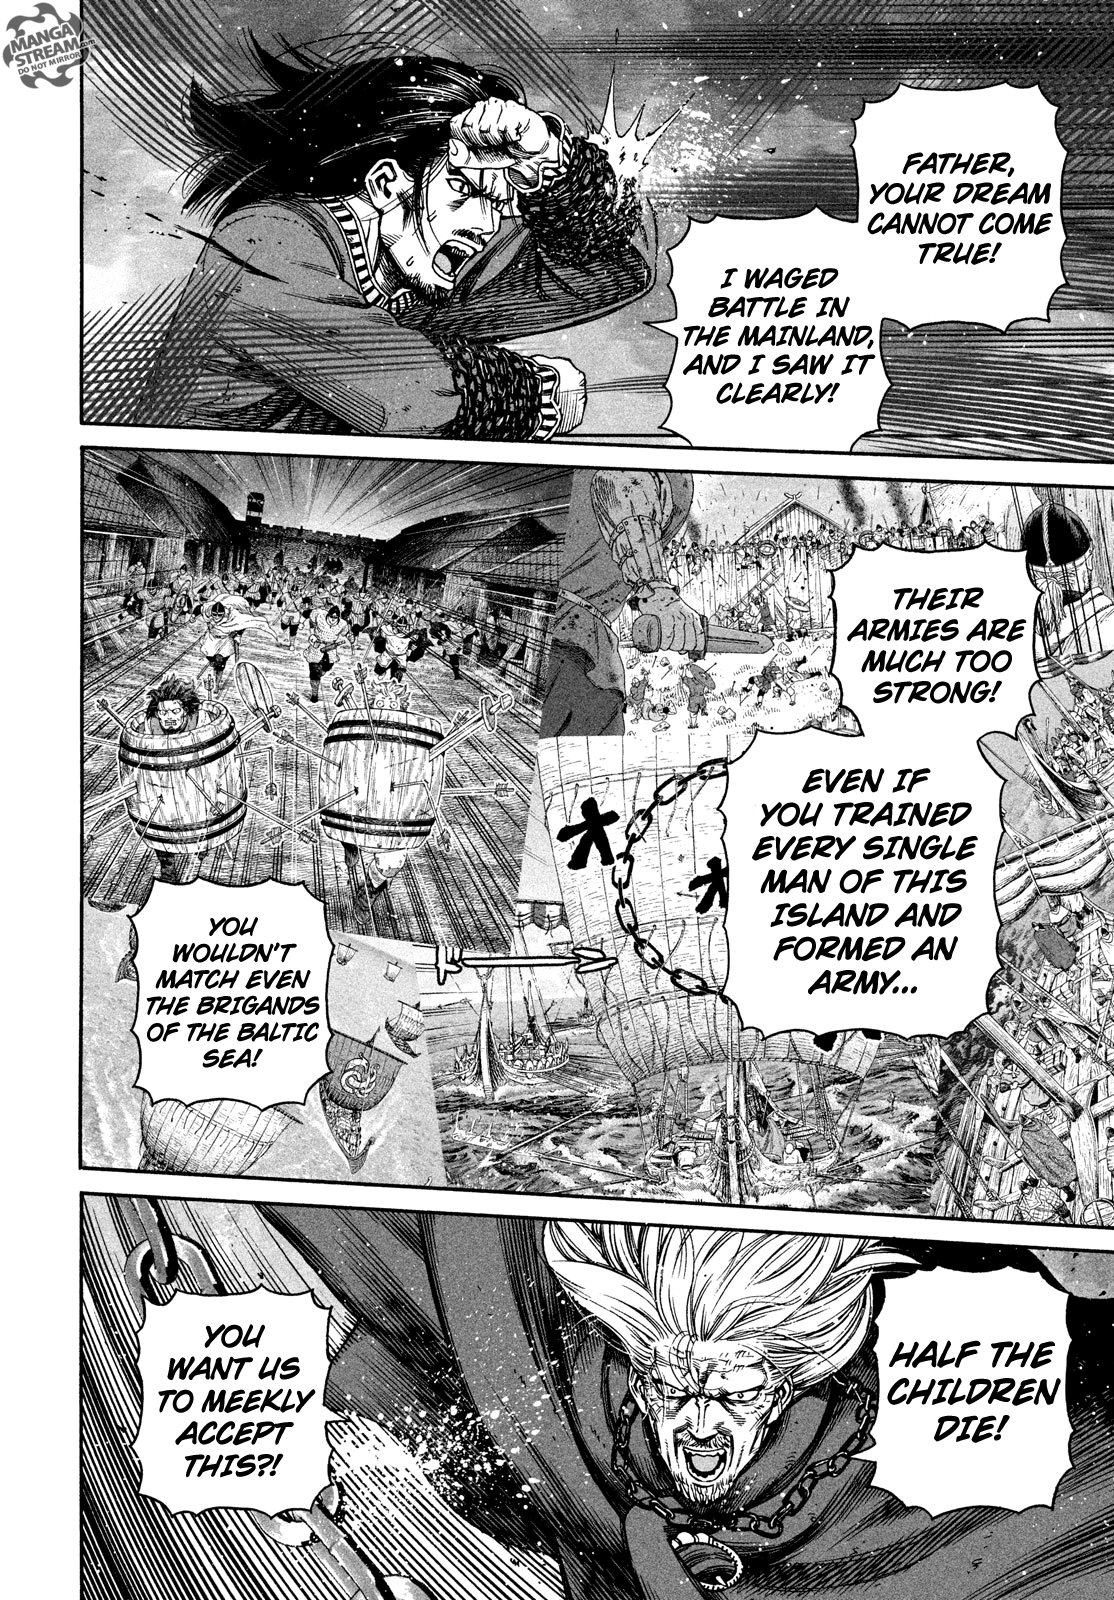 MANGA
STREAM.com
DO NOT MIRROR
FATHER,
YOUR DREAM
CANNOT COME
TRUE!
I WAGED
BATTLE IN
THE MAINLAND,
AND I SAW IT
CLEARLY!
THEIR
ARMIES ARE
MUCH TOO
STRONG!
EVEN IF
YOU TRAINED
EVERY SINGLE
MAN OF THIS
ISLAND AND
FORMED AN
ARMY...
YOU
WOULDN'T
MATCH EVEN
THE BRIGANDS
OF THE BALTIC
SEA!
HALF THE
CHILDREN
DIE!
YOU
WANT US
TO MEEKLY
ACCEPT
THIS?!